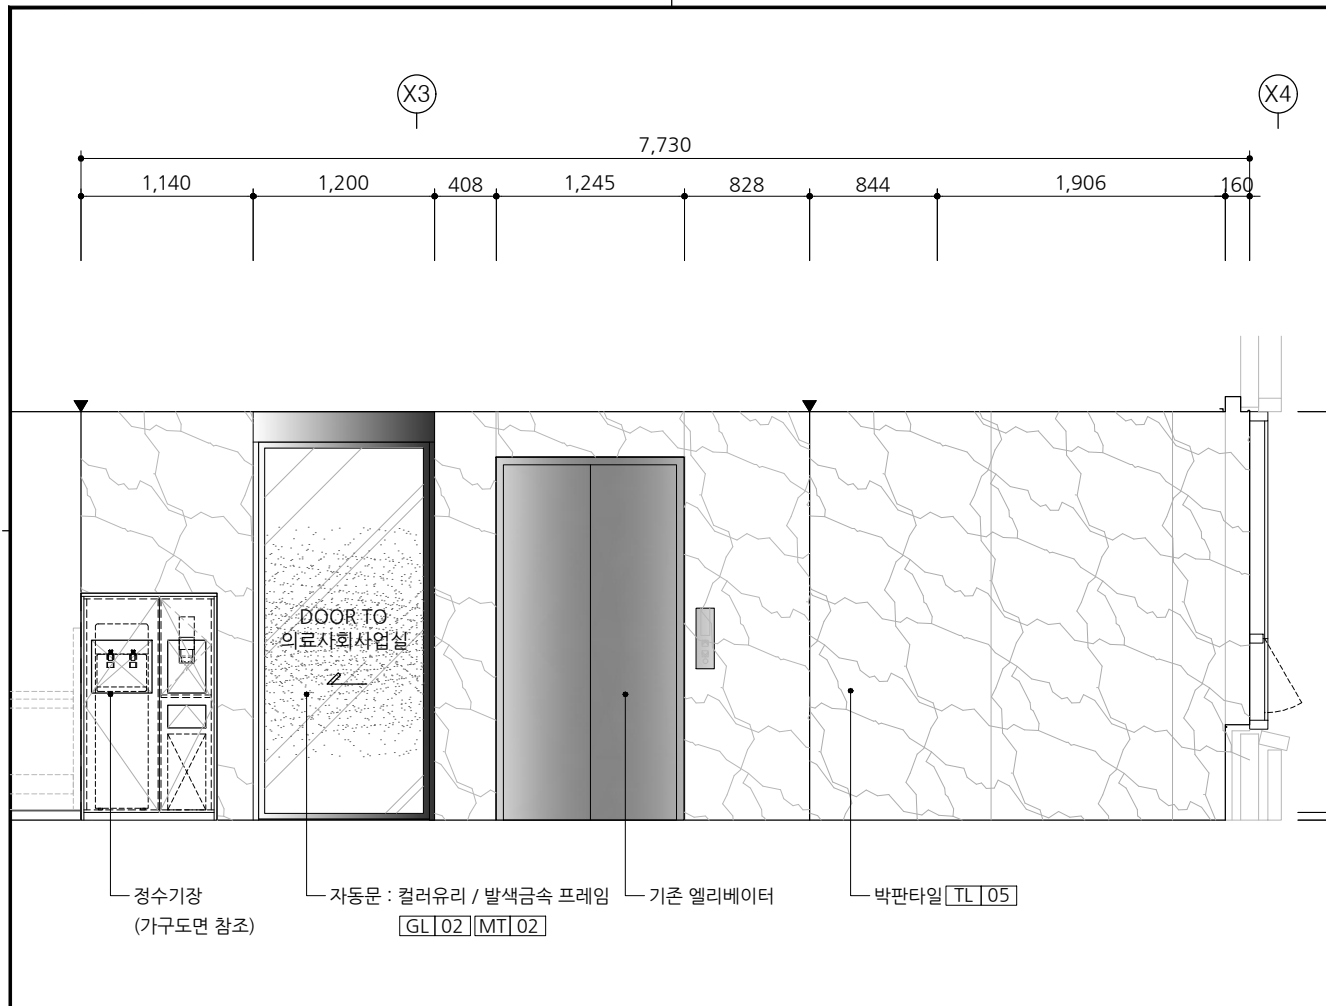 X3
X4
7,730
1,140
1,200
408
1,245
828
844
1,906
160
DOOR TO
의료사회사업실
정수기장
(가구도면 참조)
자동문 : 컬러유리 / 발색금속 프레임
GL 02 MT 02
기존 엘리베이터
박판타일 TL 05